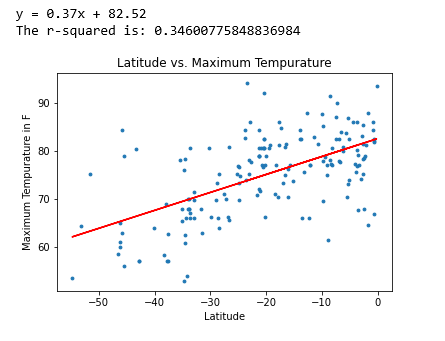 y = 0.37x + 82.52
The r-squared is: 0.34600775848836984
Latitude vs. Maximum Tempurature
Maximum Tempurature in F
90
80
70
60
−50
−40
−30
−20
−10
0
Latitude